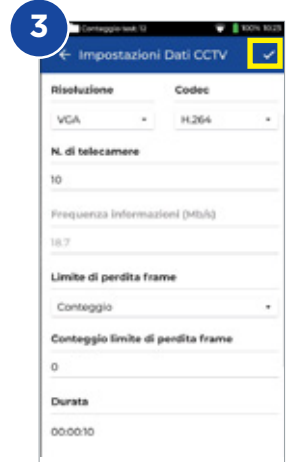 3
Conteggio test: 12
100% 10:23
Impostazioni Dati CCTV
Risoluzione Codec
VGA H.264
N. di telecamere
10
Frequenza informazioni (Mb/s)
18.7
Limite di perdita frame
Conteggio
Conteggio limite di perdita frame
0
Durata
00:00:10